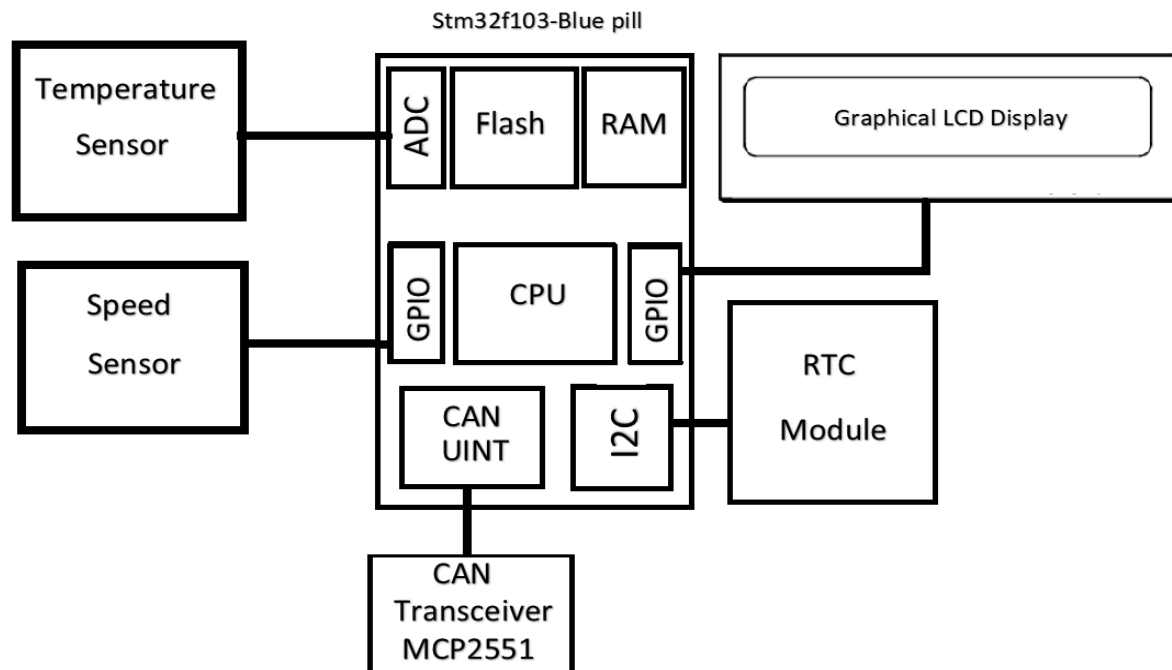 Stm32f103-Blue pill
Temperature
Sensor
ADC
Flash
RAM
Graphical LCD Display
Speed
Sensor
GPIO
CPU
GPIO
RTC
Module
CAN
UINT
I2C
CAN
Transceiver
MCP2551